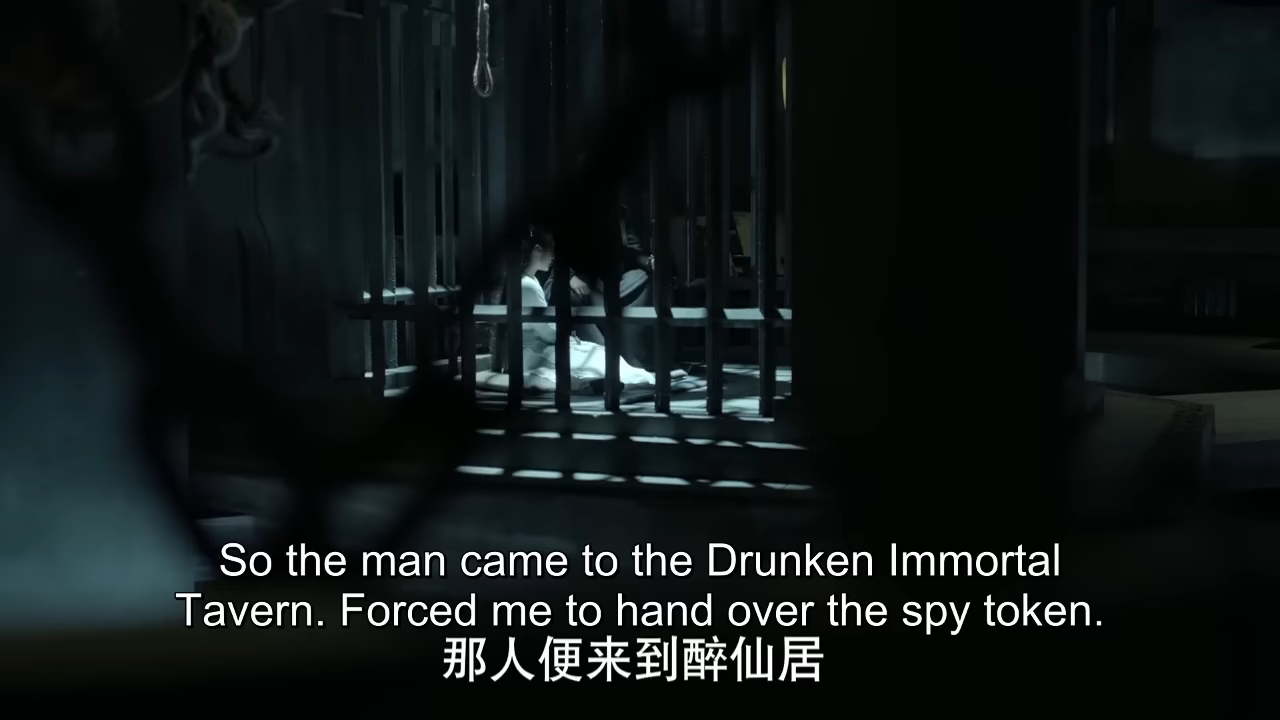 So the man came to the Drunken Immortal
Tavern. Forced me to hand over the spy token.
那人便来到醉仙居